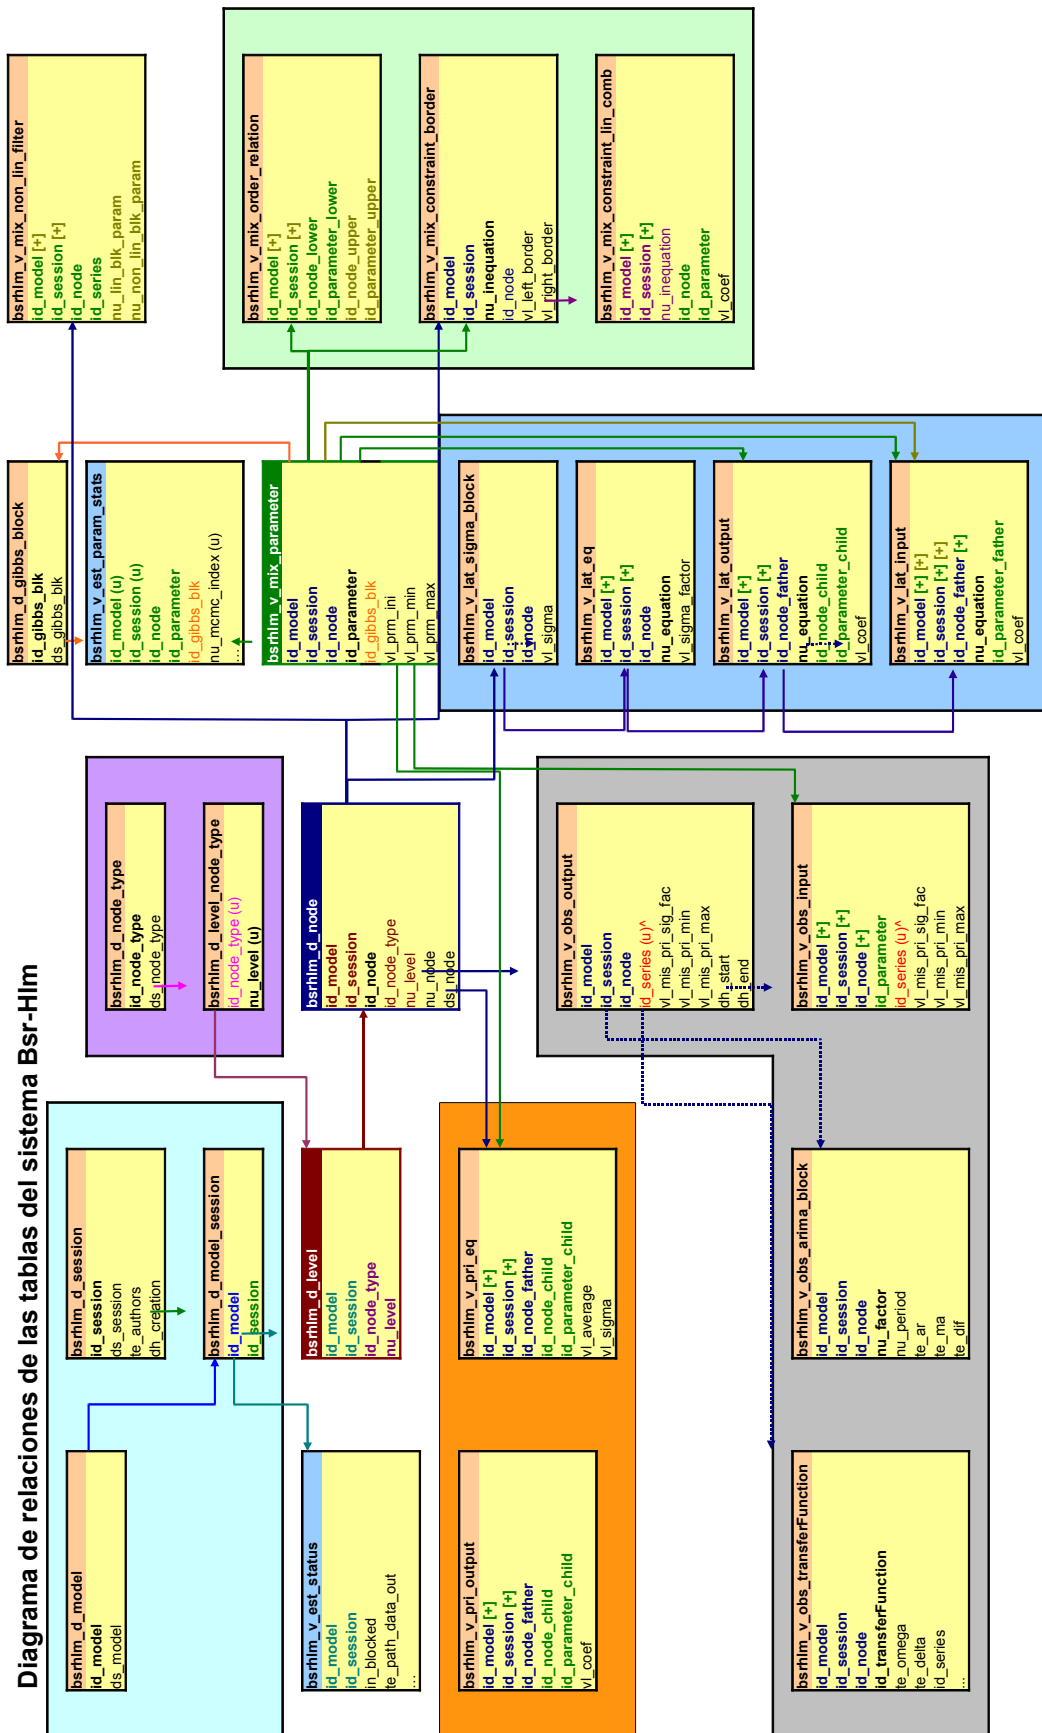 Diagrama de relaciones de las tablas del sistema Bsr-Hlm
bsrhlm_d_model
id_model
ds_model
bsrhlm_d_session
id_session
ds_session
te_authors
dh_creation
bsrhlm_d_model_session
id_model
id_session
bsrhlm_d_node_type
id_node_type
ds_node_type
bsrhlm_d_level_node_type
id_node_type (u)
nu_level (u)
bsrhlm_d_gibbs_block
id_gibbs_blk
ds_gibbs_blk
bsrhlm_v_est_param_stats
id_model (u)
id_session (u)
id_node
id_parameter
id_gibbs_blk
nu_mcmc_index (u)
...
bsrhlm_v_mix_non_lin_filter
id_model [+]
id_session [+]
id_node
id_series
nu_lin_blk_param
nu_non_lin_blk_param
bsrhlm_v_est_status
id_model
id_session
in_blocked
te_path_data_out
...
bsrhlm_d_level
id_model
id_session
id_node_type
nu_level
bsrhlm_d_node
id_model
id_session
id_node
id_node_type
nu_level
nu_node
ds_node
bsrhlm_v_mix_parameter
id_model
id_session
id_node
id_parameter
id_gibbs_blk
vl_prm_ini
vl_prm_min
vl_prm_max
bsrhlm_v_mix_order_relation
id_model [+]
id_session [+]
id_node_lower
id_parameter_lower
id_node_upper
id_parameter_upper
bsrhlm_v_mix_constraint_border
id_model
id_session
nu_inequation
id_node
vl_left_border
vl_right_border
bsrhlm_v_mix_constraint_lin_comb
id_model [+]
id_session [+]
nu_inequation
id_node
id_parameter
vl_coef
bsrhlm_v_pri_output
id_model [+]
id_session [+]
id_node_father
id_node_child
id_parameter_child
vl_coef
bsrhlm_v_pri_eq
id_model [+]
id_session [+]
id_node_father
id_node_child
id_parameter_child
vl_average
vl_sigma
bsrhlm_v_lat_sigma_block
id_model
id_session
id_node
vl_sigma
bsrhlm_v_lat_eq
id_model [+]
id_session [+]
id_node
nu_equation
vl_sigma_factor
bsrhlm_v_lat_output
id_model [+]
id_session [+]
id_node_father
nu_equation
id_node_child
id_parameter_child
vl_coef
bsrhlm_v_lat_input
id_model [+] [+]
id_session [+] [+]
id_node_father [+]
nu_equation
id_parameter_father
vl_coef
bsrhlm_v_obs_output
id_model
id_session
id_node
id_series (u)^
vl_mis_pri_sig_fac
vl_mis_pri_min
vl_mis_pri_max
dh_start
dh_end
bsrhlm_v_obs_transferFunction
id_model
id_session
id_node
id_transferFunction
te_omega
te_delta
id_series
...
bsrhlm_v_obs_arima_block
id_model
id_session
id_node
nu_factor
nu_period
te_ar
te_ma
te_dif
bsrhlm_v_obs_input
id_model [+]
id_session [+]
id_node [+]
id_parameter
id_series (u)^
vl_mis_pri_sig_fac
vl_mis_pri_min
vl_mis_pri_max